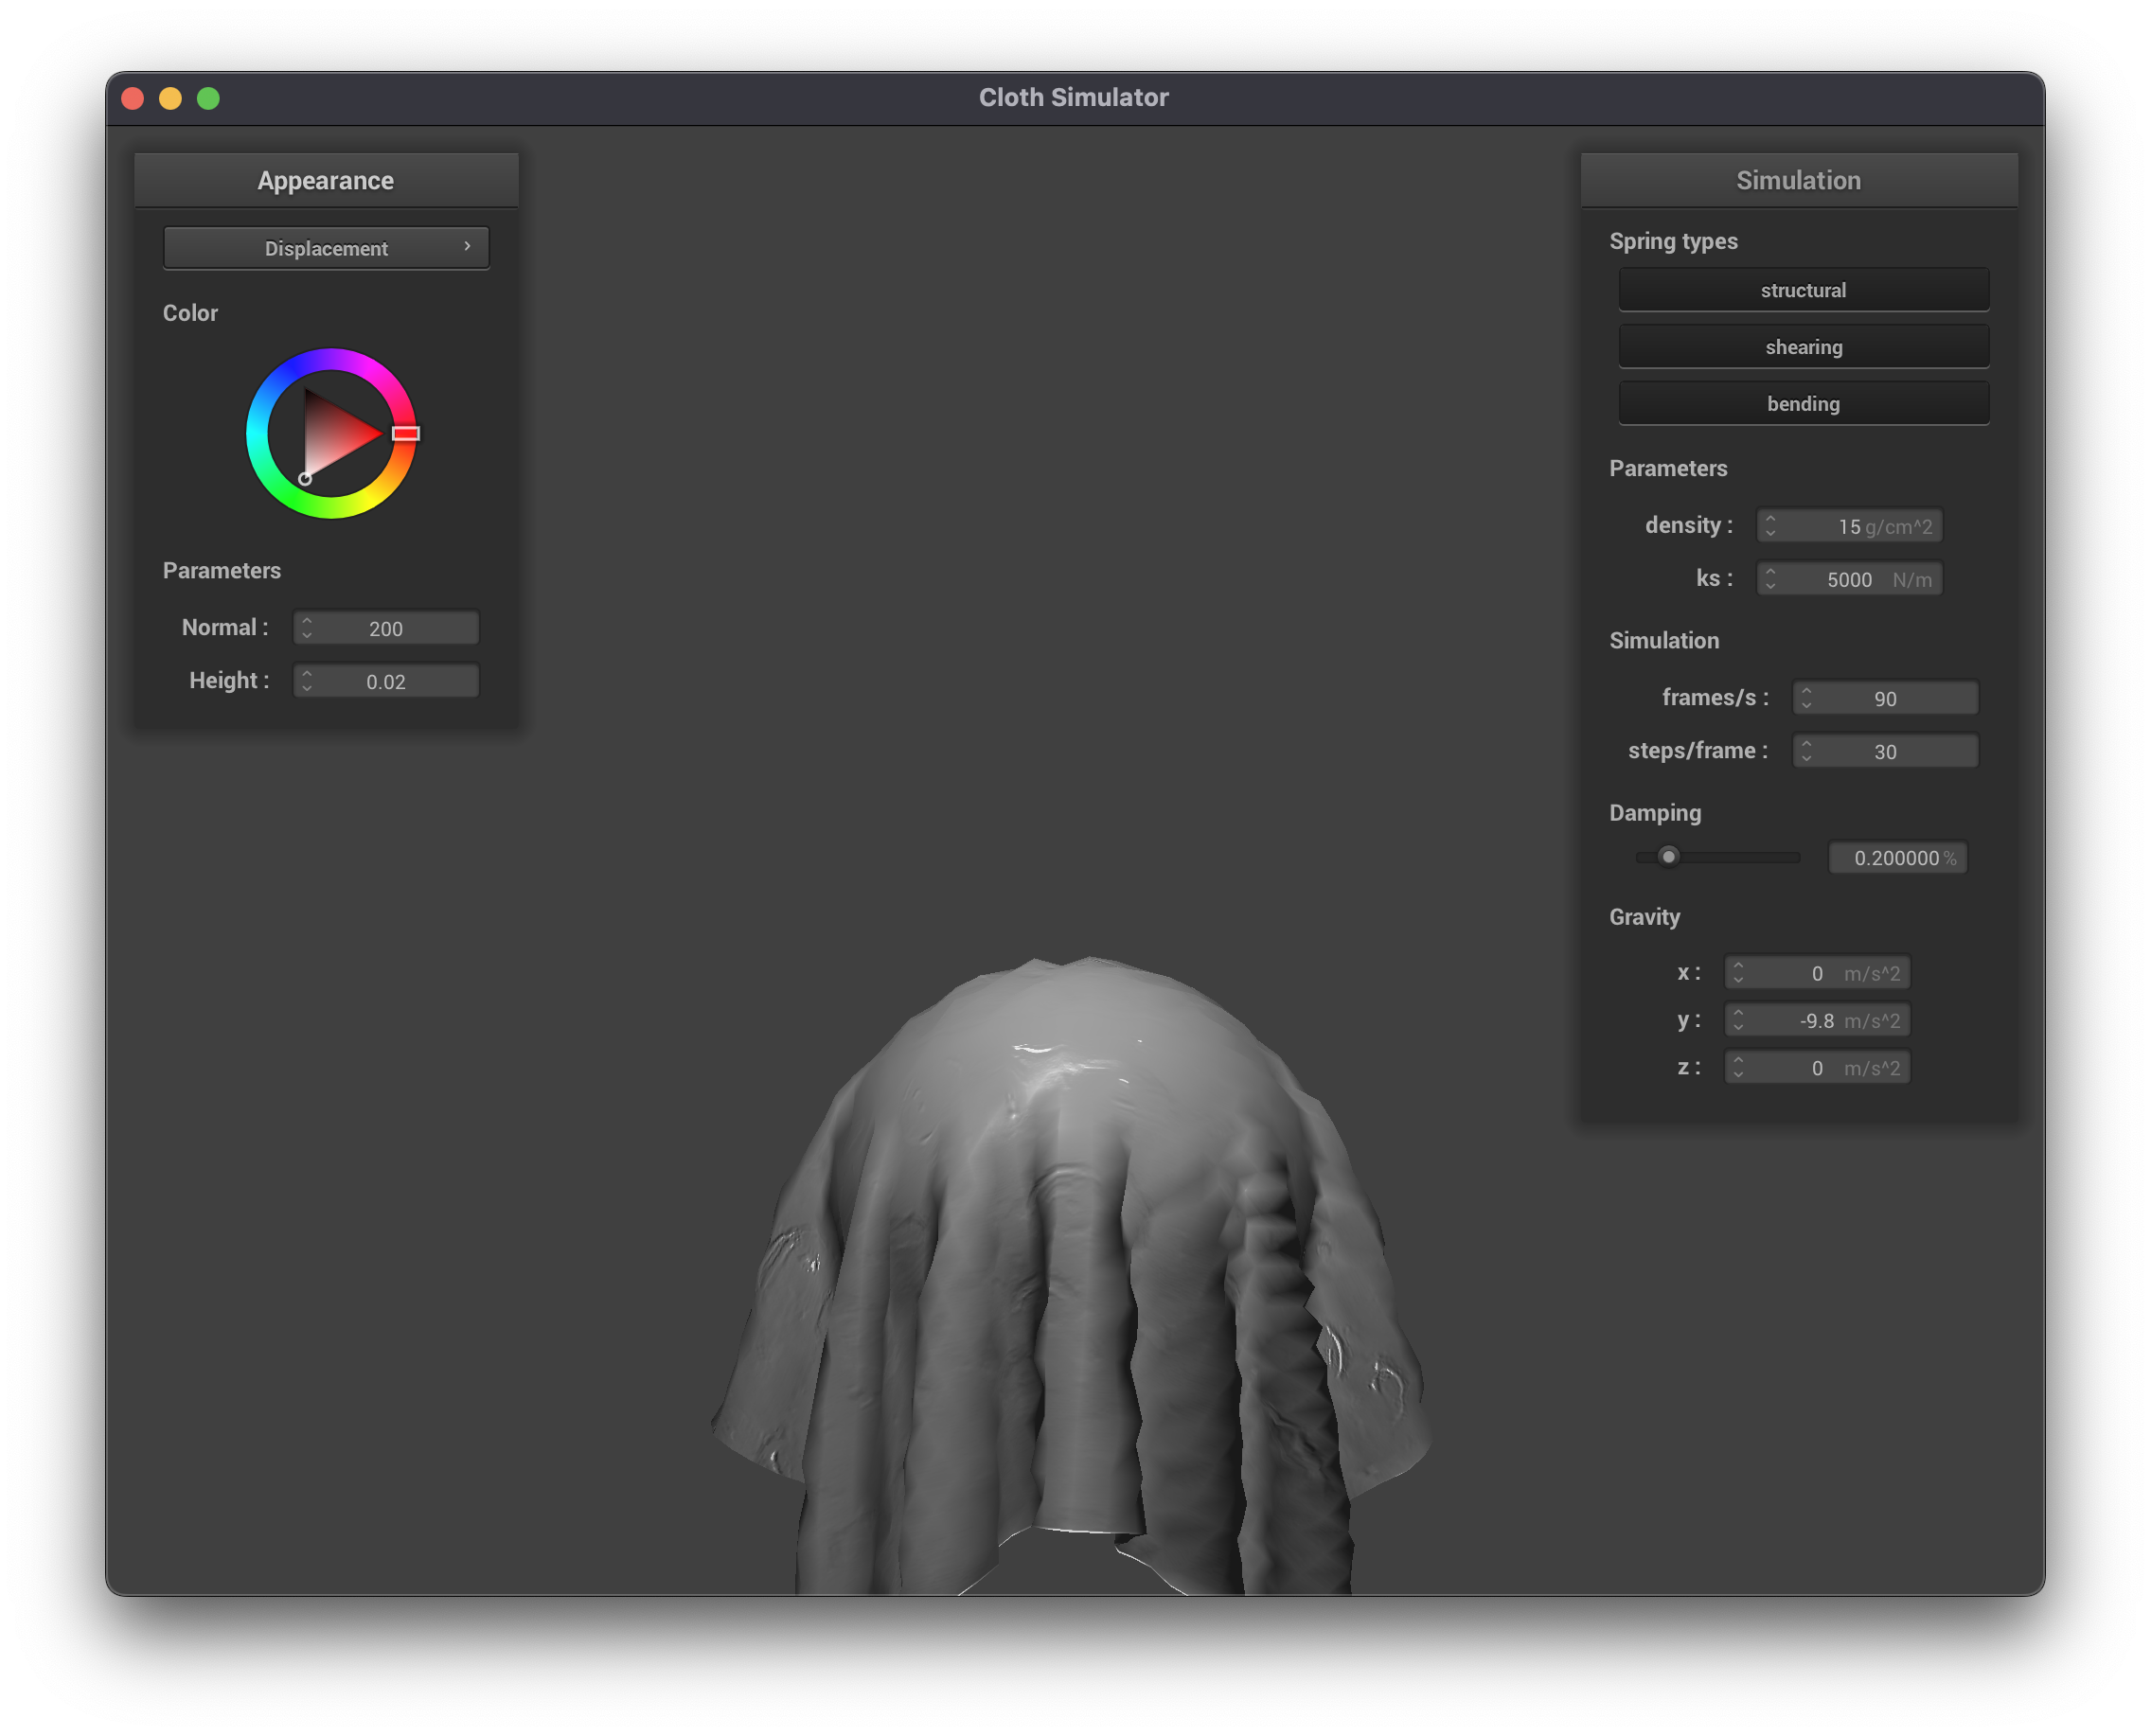 Cloth Simulator
Appearance
Displacement
Color
Parameters
Normal : 200
Height : 0.02
Simulation
Spring types
structural
shearing
bending
Parameters
density : 15 g/cm^2
ks : 5000 N/m
Simulation
frames/s : 90
steps/frame : 30
Damping
0.200000 %
Gravity
x : 0 m/s^2
y : -9.8 m/s^2
z : 0 m/s^2